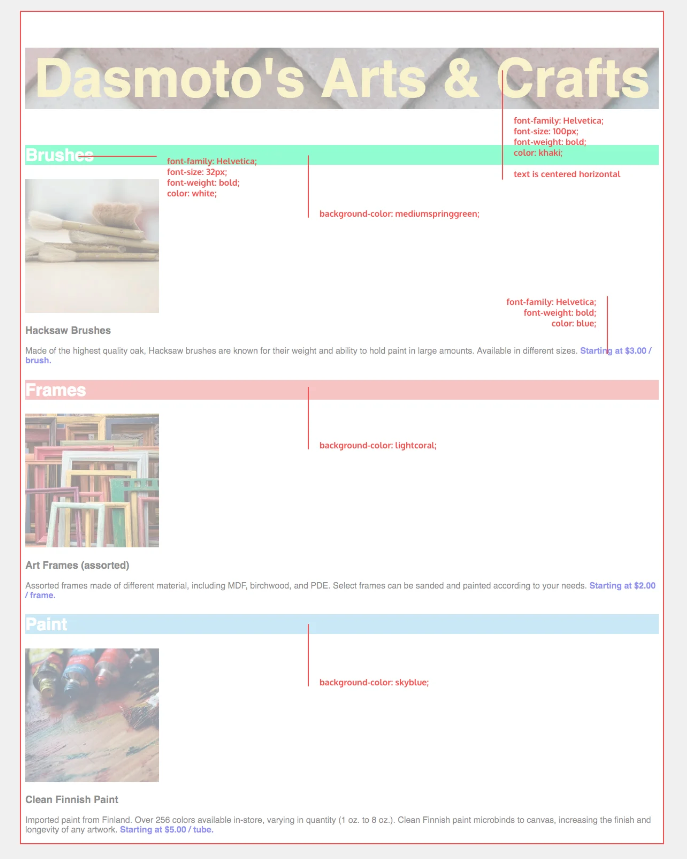 Dasmoto's Arts & Crafts
font-family: Helvetica;
font-size: 100px;
font-weight: bold;
color: khaki;
text is centered horizontal
Brushes
font-family: Helvetica;
font-size: 32px;
font-weight: bold;
color: white;
background-color: mediumspringgreen;
font-family: Helvetica;
font-weight: bold;
color: blue;
Hacksaw Brushes
Made of the highest quality oak, Hacksaw brushes are known for their weight and ability to hold paint in large amounts. Available in different sizes. Starting at $3.00 /
brush.
Frames
background-color: lightcoral;
Art Frames (assorted)
Assorted frames made of different material, including MDF, birchwood, and PDE. Select frames can be sanded and painted according to your needs. Starting at $2.00
/ frame.
Paint
background-color: skyblue;
Clean Finnish Paint
Imported paint from Finland. Over 256 colors available in-store, varying in quantity (1 oz. to 8 oz.). Clean Finnish paint microbinds to canvas, increasing the finish and
longevity of any artwork. Starting at $5.00 / tube.